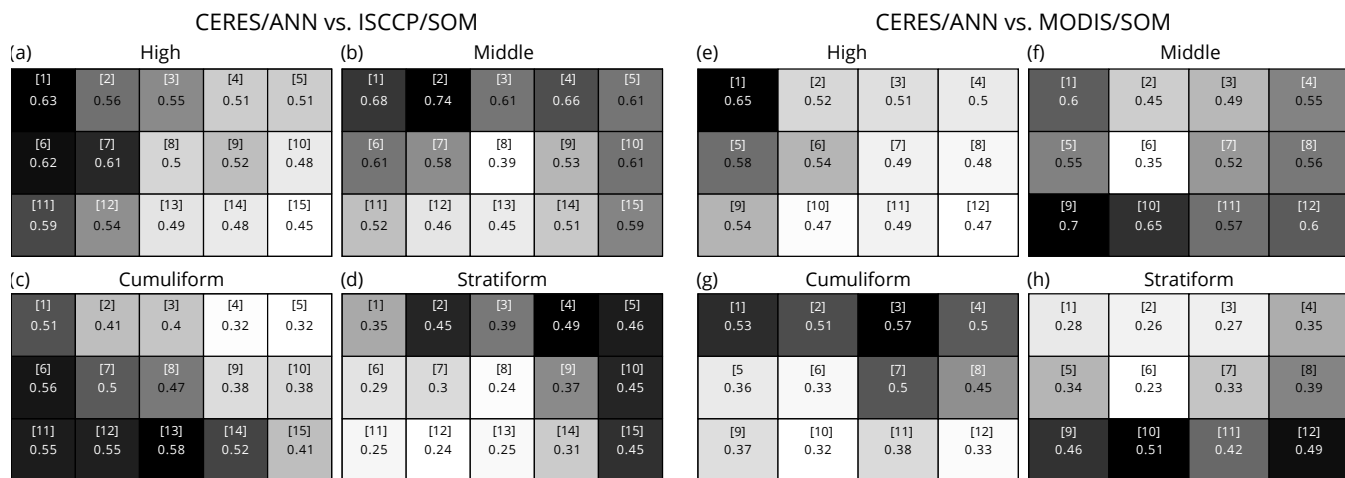 CERES/ANN vs. ISCCP/SOM
CERES/ANN vs. MODIS/SOM
(a) High
[1] [2] [3] [4] [5]
0.63 0.56 0.55 0.51 0.51
[6] [7] [8] [9] [10]
0.62 0.61 0.5 0.52 0.48
[11] [12] [13] [14] [15]
0.59 0.54 0.49 0.48 0.45
(b) Middle
[1] [2] [3] [4] [5]
0.68 0.74 0.61 0.66 0.61
[6] [7] [8] [9] [10]
0.61 0.58 0.39 0.53 0.61
[11] [12] [13] [14] [15]
0.52 0.46 0.45 0.51 0.59
(c) Cumuliform
[1] [2] [3] [4] [5]
0.51 0.41 0.4 0.32 0.32
[6] [7] [8] [9] [10]
0.56 0.5 0.47 0.38 0.38
[11] [12] [13] [14] [15]
0.55 0.55 0.58 0.52 0.41
(d) Stratiform
[1] [2] [3] [4] [5]
0.35 0.45 0.39 0.49 0.46
[6] [7] [8] [9] [10]
0.29 0.3 0.24 0.37 0.45
[11] [12] [13] [14] [15]
0.25 0.24 0.25 0.31 0.45
(e) High
[1] [2] [3] [4]
0.65 0.52 0.51 0.5
[5] [6] [7] [8]
0.58 0.54 0.49 0.48
[9] [10] [11] [12]
0.54 0.47 0.49 0.47
(f) Middle
[1] [2] [3] [4]
0.6 0.45 0.49 0.55
[5] [6] [7] [8]
0.55 0.35 0.52 0.56
[9] [10] [11] [12]
0.7 0.65 0.57 0.6
(g) Cumuliform
[1] [2] [3] [4]
0.53 0.51 0.57 0.5
[5 [6] [7] [8]
0.36 0.33 0.5 0.45
[9] [10] [11] [12]
0.37 0.32 0.38 0.33
(h) Stratiform
[1] [2] [3] [4]
0.28 0.26 0.27 0.35
[5] [6] [7] [8]
0.34 0.23 0.33 0.39
[9] [10] [11] [12]
0.46 0.51 0.42 0.49